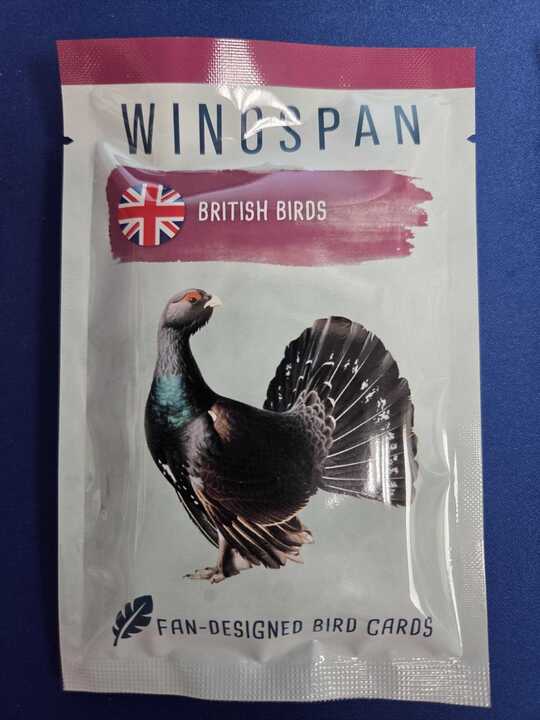 WINGSPAN
BRITISH BIRDS
FAN-DESIGNED BIRD CARDS